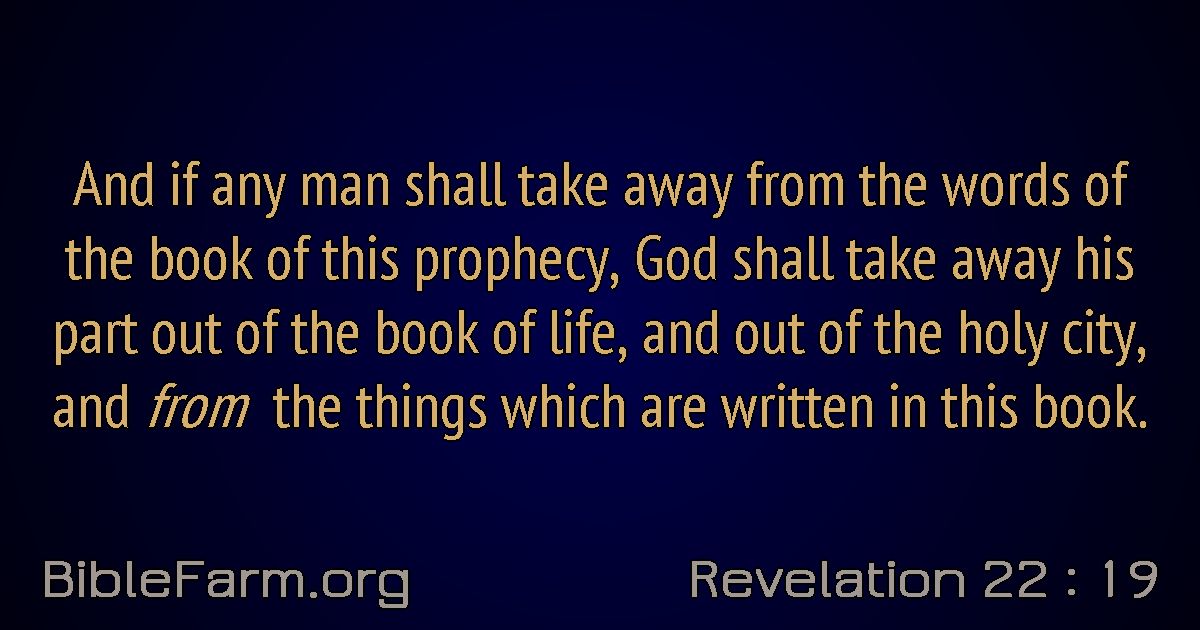 And if any man shall take away from the words of
the book of this prophecy, God shall take away his
part out of the book of life, and out of the holy city,
and from the things which are written in this book.
BibleFarm.org
Revelation 22 : 19